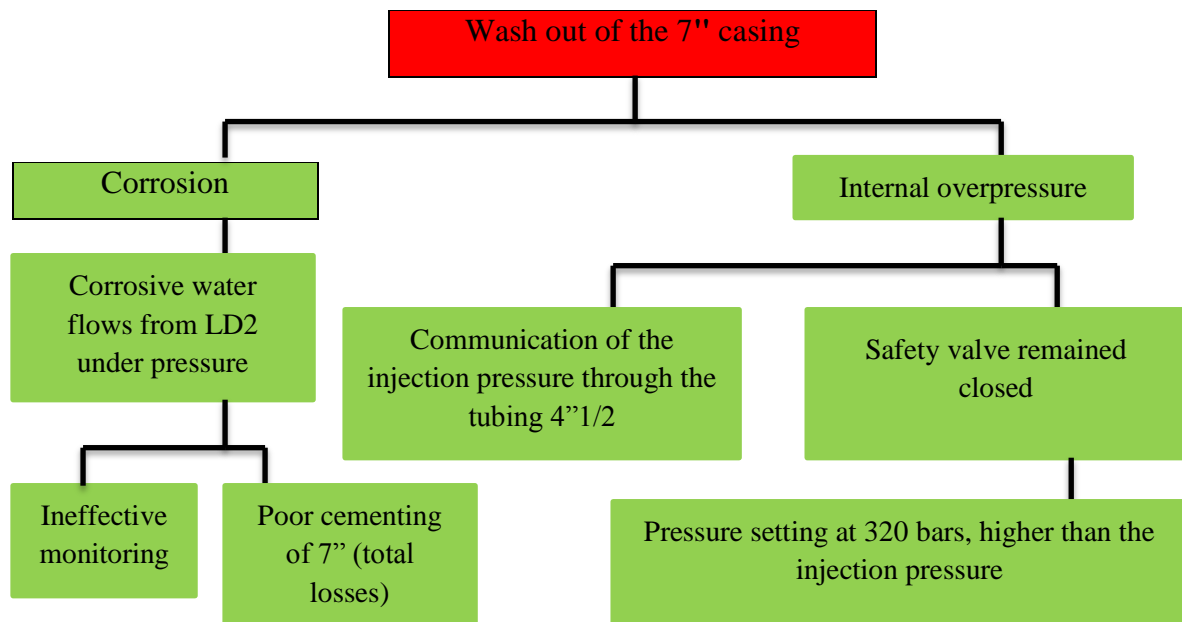 Wash out of the 7" casing
Corrosion
Internal overpressure
Corrosive water
flows from LD2
under pressure
Communication of the
injection pressure through the
tubing 4”1/2
Safety valve remained
closed
Ineffective
monitoring
Poor cementing
of 7” (total
losses)
Pressure setting at 320 bars, higher than the
injection pressure